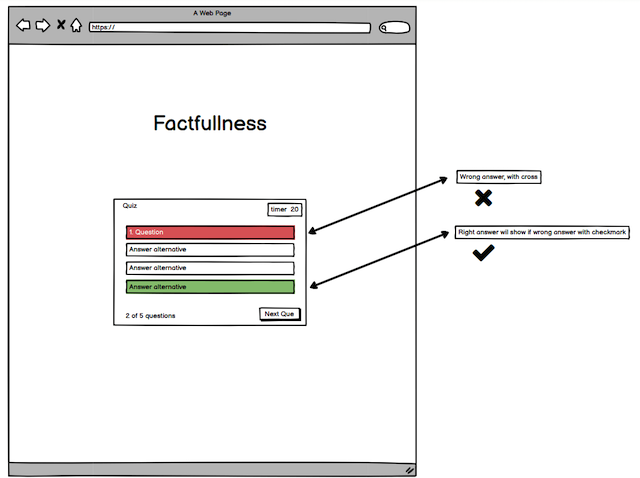 A Web Page
https://
Factfullness
Quiz
timer 20
1. Question
Answer alternative
Answer alternative
Answer alternative
2 of 5 questions
Next Que
Wrong answer, with cross
Right answer will show if wrong answer with checkmark